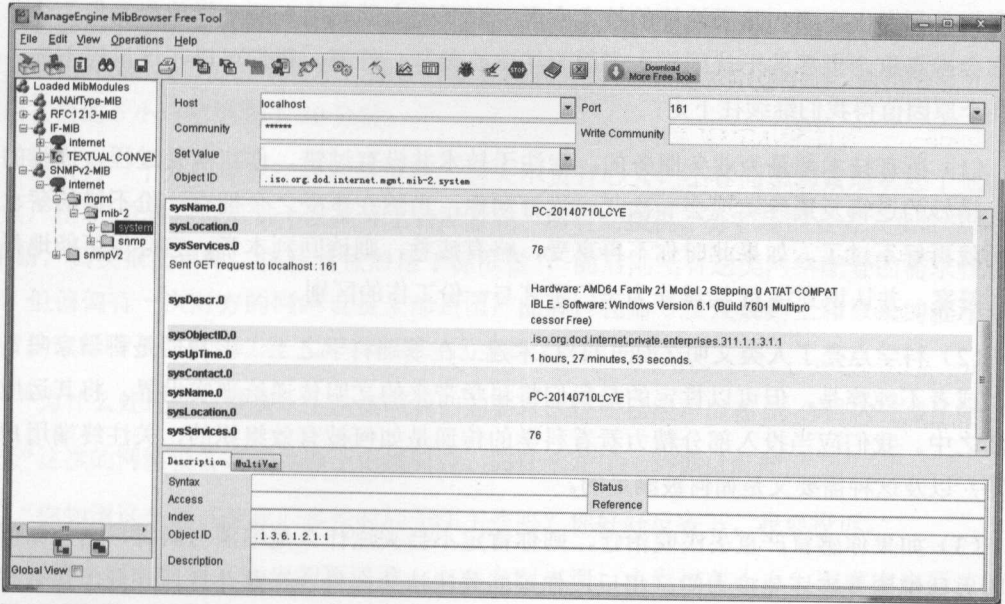 ManageEngine MibBrowser Free Tool
File Edit View Operations Help
STOP
Download
More Free Tools
Loaded MibModules
IANAifType-MIB
RFC1213-MIB
IF-MIB
internet
Tc TEXTUAL CONVEN
SNMPv2-MIB
internet
mgmt
mib-2
system
snmp
snmpV2
Global View
Host localhost Port 161
Community ****** Write Community
Set Value
Object ID .iso.org.dod.internet.mgmt.mib-2.system
sysName.0 PC-20140710LCYE
sysLocation.0
sysServices.0 76
Sent GET request to localhost : 161
sysDescr.0 Hardware: AMD64 Family 21 Model 2 Stepping 0 AT/AT COMPAT
IBLE - Software: Windows Version 6.1 (Build 7601 Multipro
cessor Free)
sysObjectID.0 iso.org.dod.internet.private.enterprises.311.1.1.3.1.1
sysUpTime.0 1 hours, 27 minutes, 53 seconds.
sysContact.0
sysName.0 PC-20140710LCYE
sysLocation.0
sysServices.0 76
Description MultiVar
Syntax Status
Access Reference
Index
Object ID .1.3.6.1.2.1.1
Description